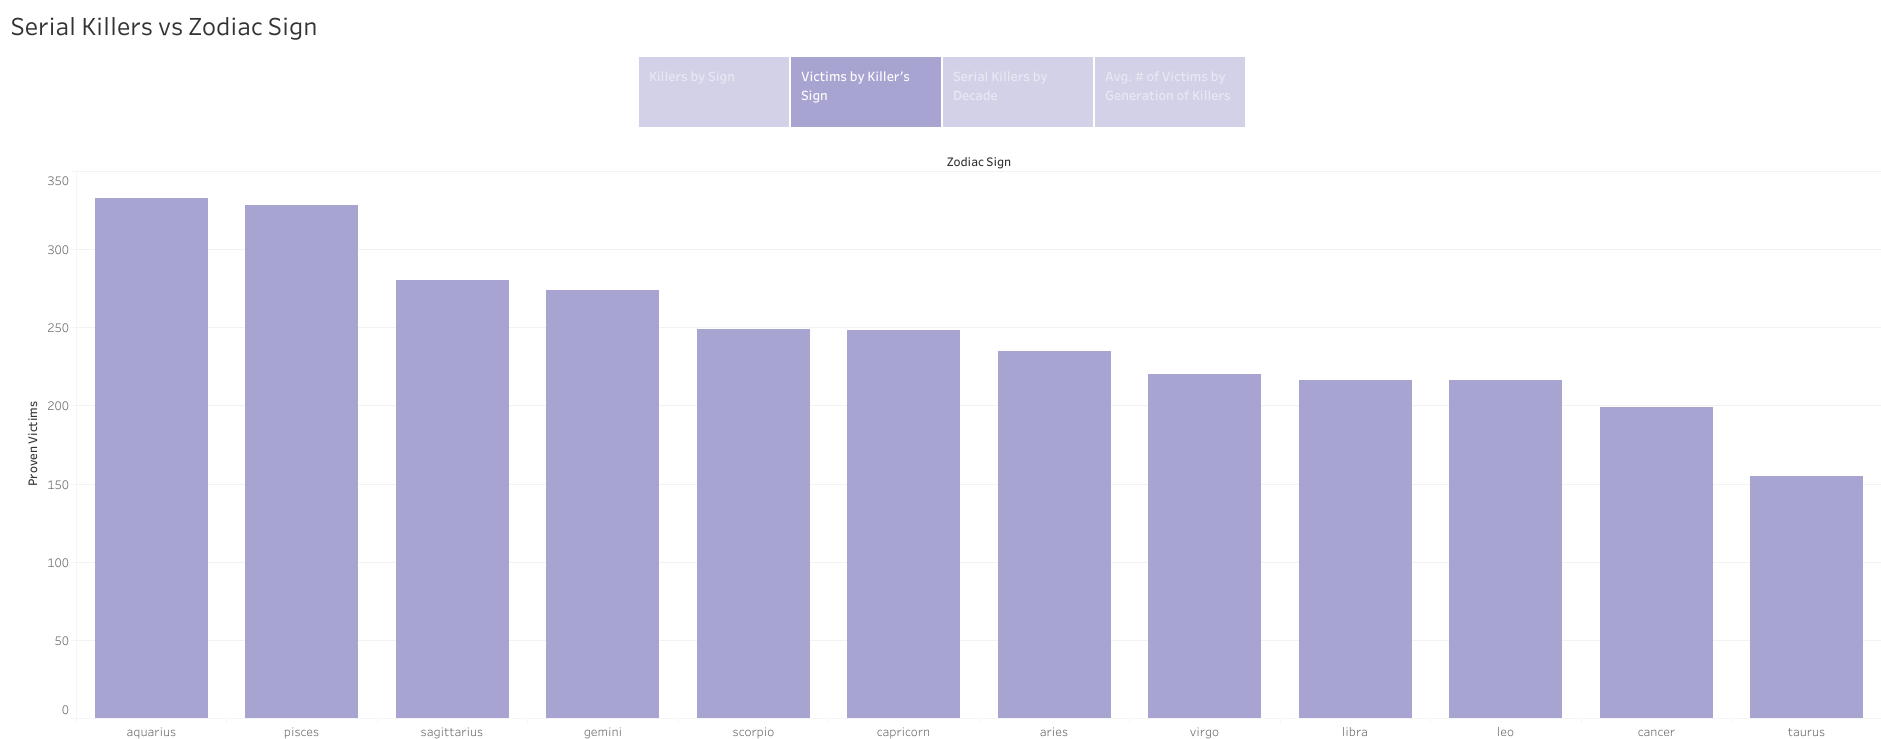 Serial Killers vs Zodiac Sign
Killers by Sign
Victims by Killer's
Sign
Serial Killers by
Decade
Avg. # of Victims by
Generation of Killers
Zodiac Sign
350
300
250
200
150
100
50
0
Proven Victims
aquarius
pisces
sagittarius
gemini
scorpio
capricorn
aries
virgo
libra
leo
cancer
taurus